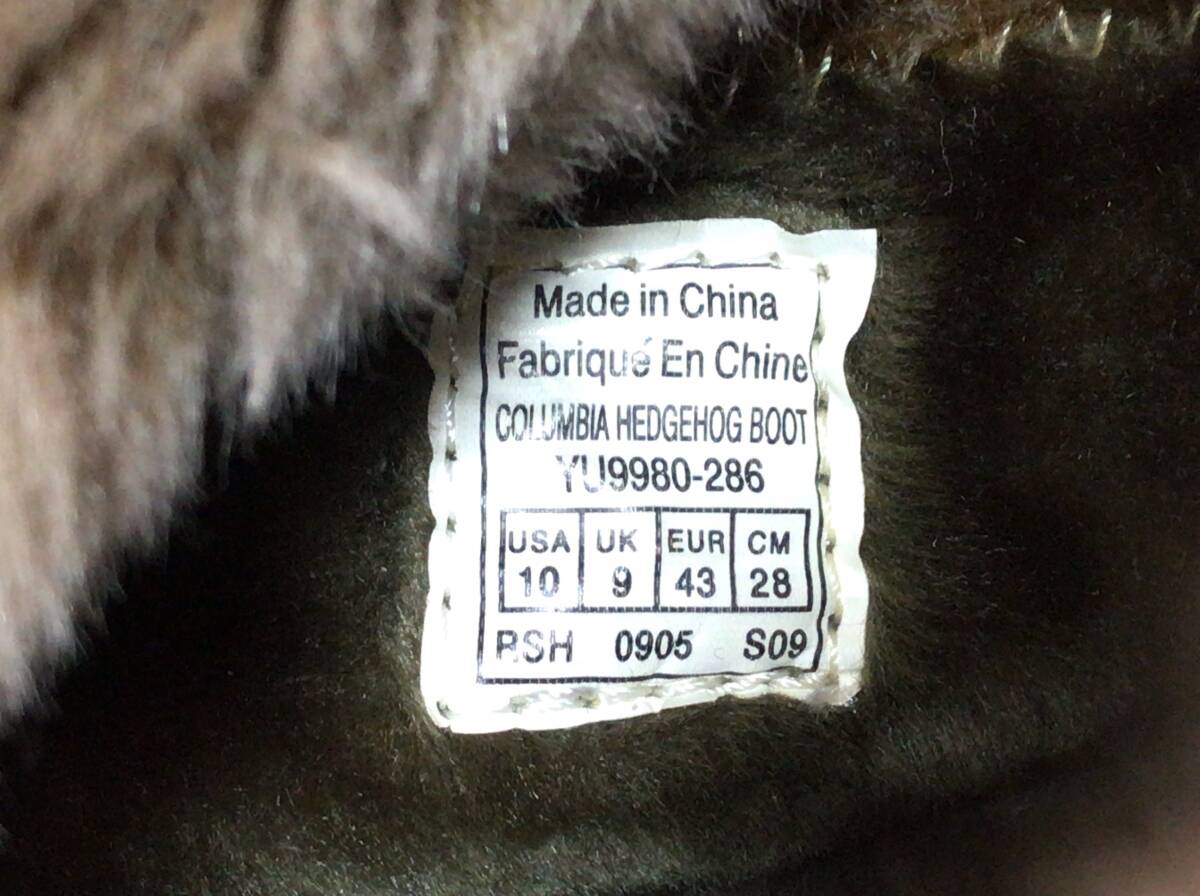 Made in China
Fabriqué En Chine
COLUMBIA HEDGEHOG BOOT
YU9980-286
USA UK EUR CM
10 9 43 28
RSH 0905 S09